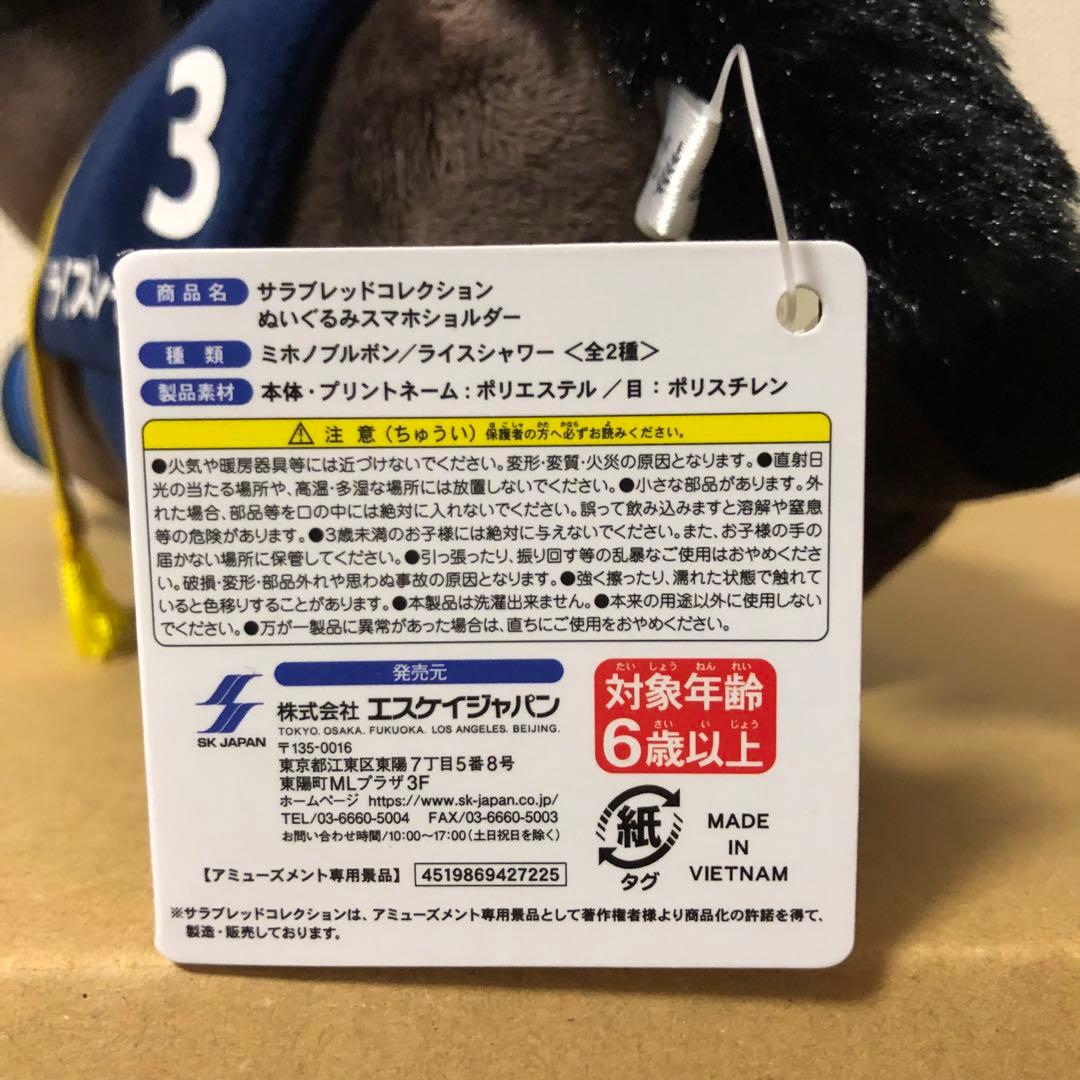 3
ライスシ
商品名 サラブレッドコレクション
ぬいぐるみスマホショルダー
種類 ミホノブルボン/ライスシャワー <全2種>
製品素材 本体・プリントネーム:ポリエステル/目:ポリスチレン
⚠ 注意(ちゅうい) 保護者の方へ必ずお読みください。
●火気や暖房器具等には近づけないでください。変形・変質・火災の原因となります。●直射日
光の当たる場所や、高温・多湿な場所には放置しないでください。●小さな部品があります。外
れた場合、部品等を口の中には絶対に入れないでください。誤って飲み込みますと溶解や窒息
等の危険があります。●3歳未満のお子様には絶対に与えないでください。また、お子様の手の
届かない場所に保管してください。●引っ張ったり、振り回す等の乱暴なご使用はおやめくださ
い。破損・変形・部品外れや思わぬ事故の原因となります。●強く擦ったり、濡れた状態で触れて
いると色移りすることがあります。●本製品は洗濯出来ません。●本来の用途以外に使用しない
でください。●万が一製品に異常があった場合は、直ちにご使用をおやめください。
発売元
SK JAPAN
株式会社 エスケイジャパン
TOKYO. OSAKA. FUKUOKA. LOS ANGELES. BEIJING.
〒135-0016
東京都江東区東陽7丁目5番8号
東陽町MLプラザ3F
ホームページ https://www.sk-japan.co.jp/
TEL/03-6660-5004 FAX/03-6660-5003
お問い合わせ時間/10:00～17:00(土日祝日を除く)
たいしょうねんれい
対象年齢
さいいじょう
6歳以上
紙
タグ
MADE
IN
VIETNAM
【アミューズメント専用景品】 4519869427225
※サラブレッドコレクションは、アミューズメント専用景品として著作権者様より商品化の許諾を得て、
製造・販売しております。